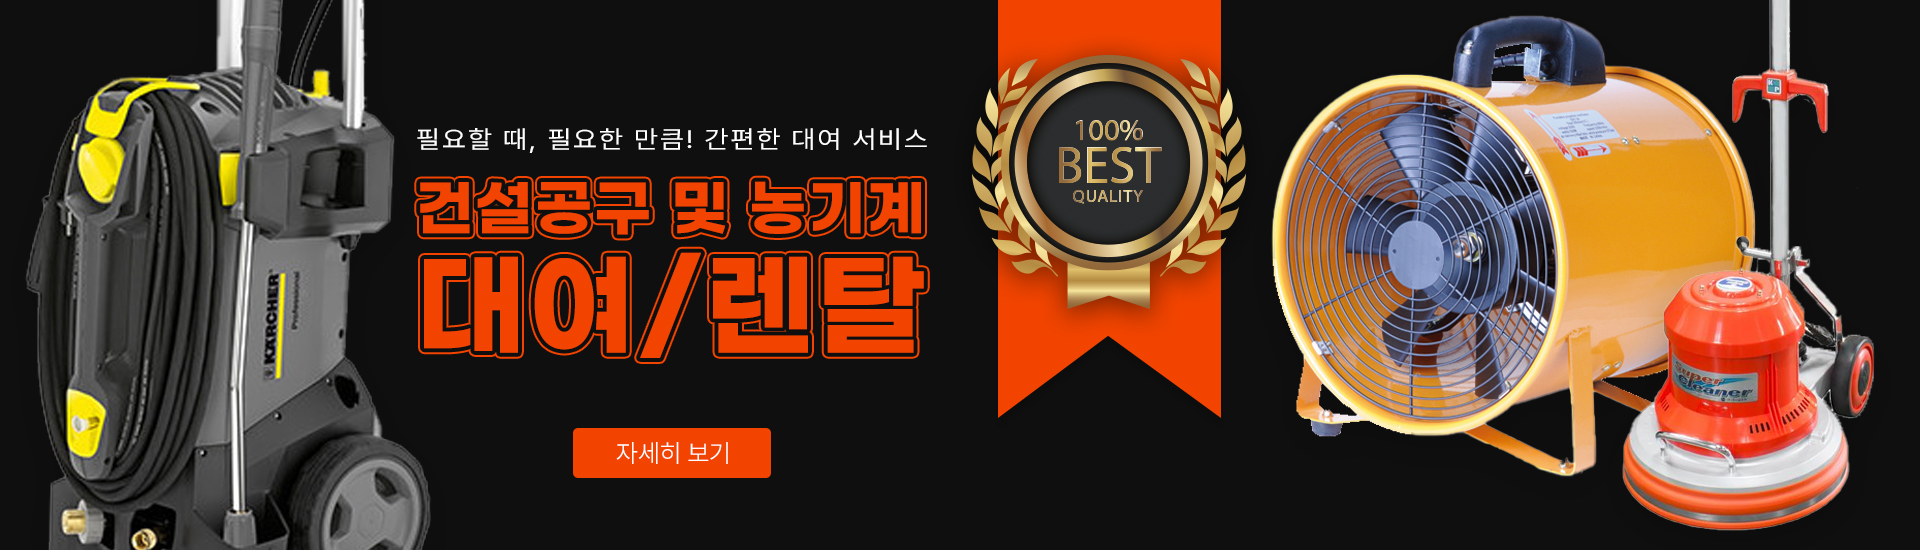 필요할 때, 필요한 만큼! 간편한 대여 서비스
건설공구 및 농기계
대여/렌탈
자세히 보기
100%
BEST
QUALITY
KÄRCHER
Professional
Super
Cleaner